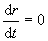 dr/dt = 0